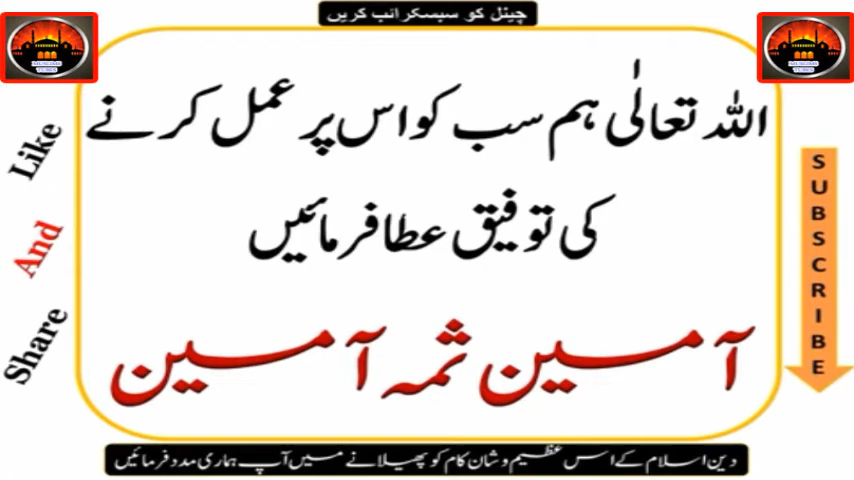 چینل کو سبسکرائب کریں
اللہ تعالٰی ہم سب کو اس پر عمل کرنے
کی توفیق عطا فرمائیں
آمین ثمہ آمین
دین اسلام کے اس عظیم و شان کام کو پھیلانے میں آپ ہماری مدد فرمائیں
Like
And
Share
SUBSCRIBE